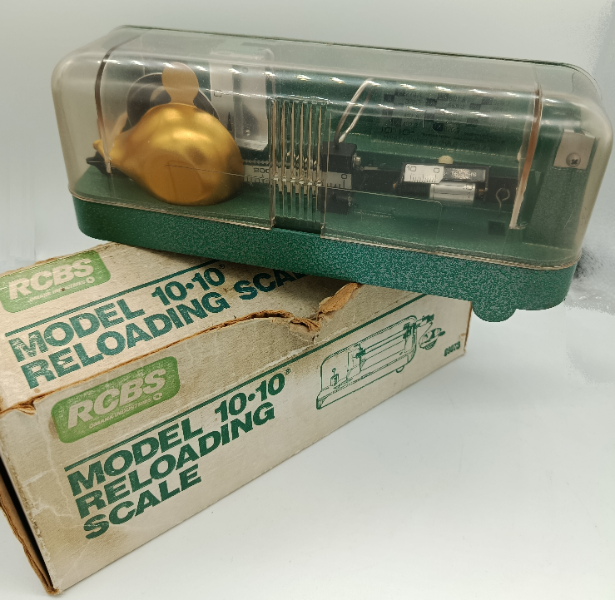 RCBS
MODEL 10·10
RELOADING SCALE
RCBS
MODEL 10·10®
RELOADING
SCALE